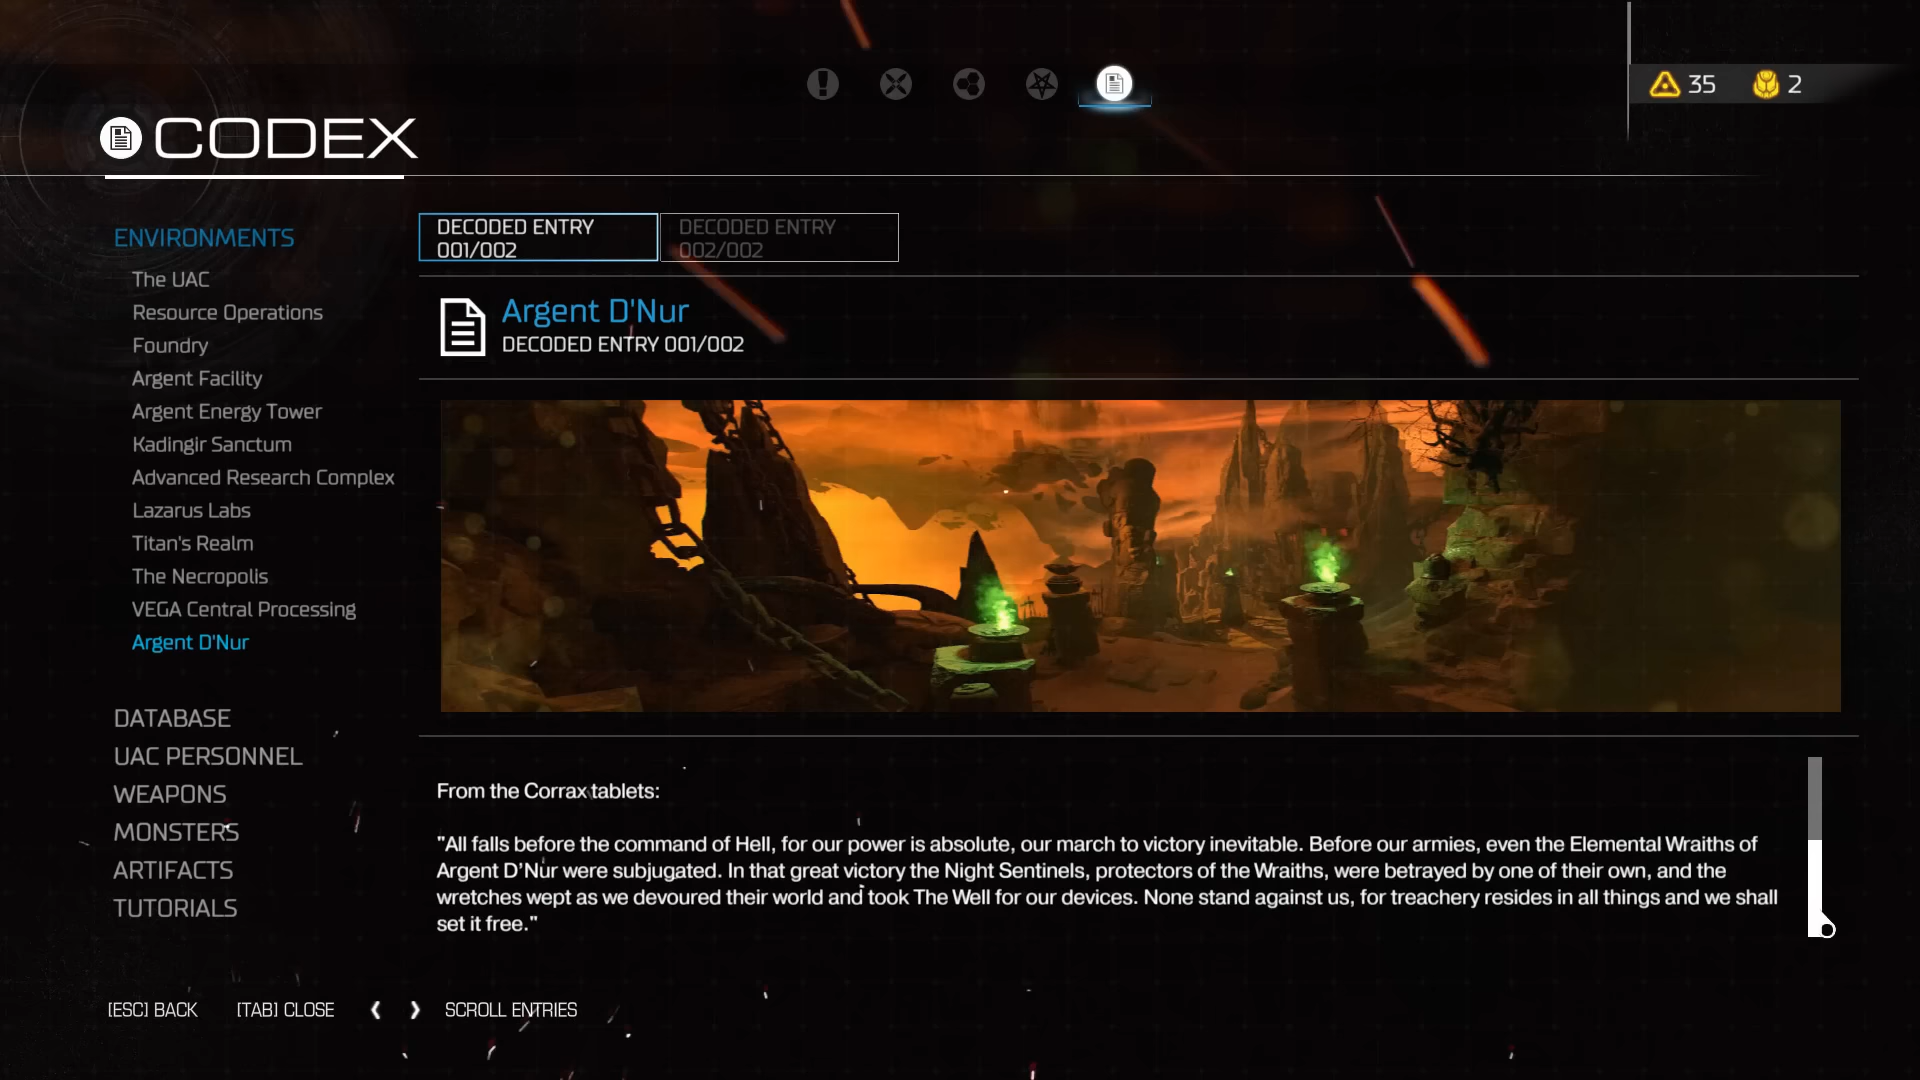 35
2
CODEX
ENVIRONMENTS
The UAC
Resource Operations
Foundry
Argent Facility
Argent Energy Tower
Kadingir Sanctum
Advanced Research Complex
Lazarus Labs
Titan's Realm
The Necropolis
VEGA Central Processing
Argent D'Nur
DATABASE
UAC PERSONNEL
WEAPONS
MONSTERS
ARTIFACTS
TUTORIALS
DECODED ENTRY
001/002
DECODED ENTRY
002/002
Argent D'Nur
DECODED ENTRY 001/002
From the Corrax tablets:
"All falls before the command of Hell, for our power is absolute, our march to victory inevitable. Before our armies, even the Elemental Wraiths of
Argent D’Nur were subjugated. In that great victory the Night Sentinels, protectors of the Wraiths, were betrayed by one of their own, and the
wretches wept as we devoured their world and took The Well for our devices. None stand against us, for treachery resides in all things and we shall
set it free."
[ESC] BACK [TAB] CLOSE ❮ ❯ SCROLL ENTRIES